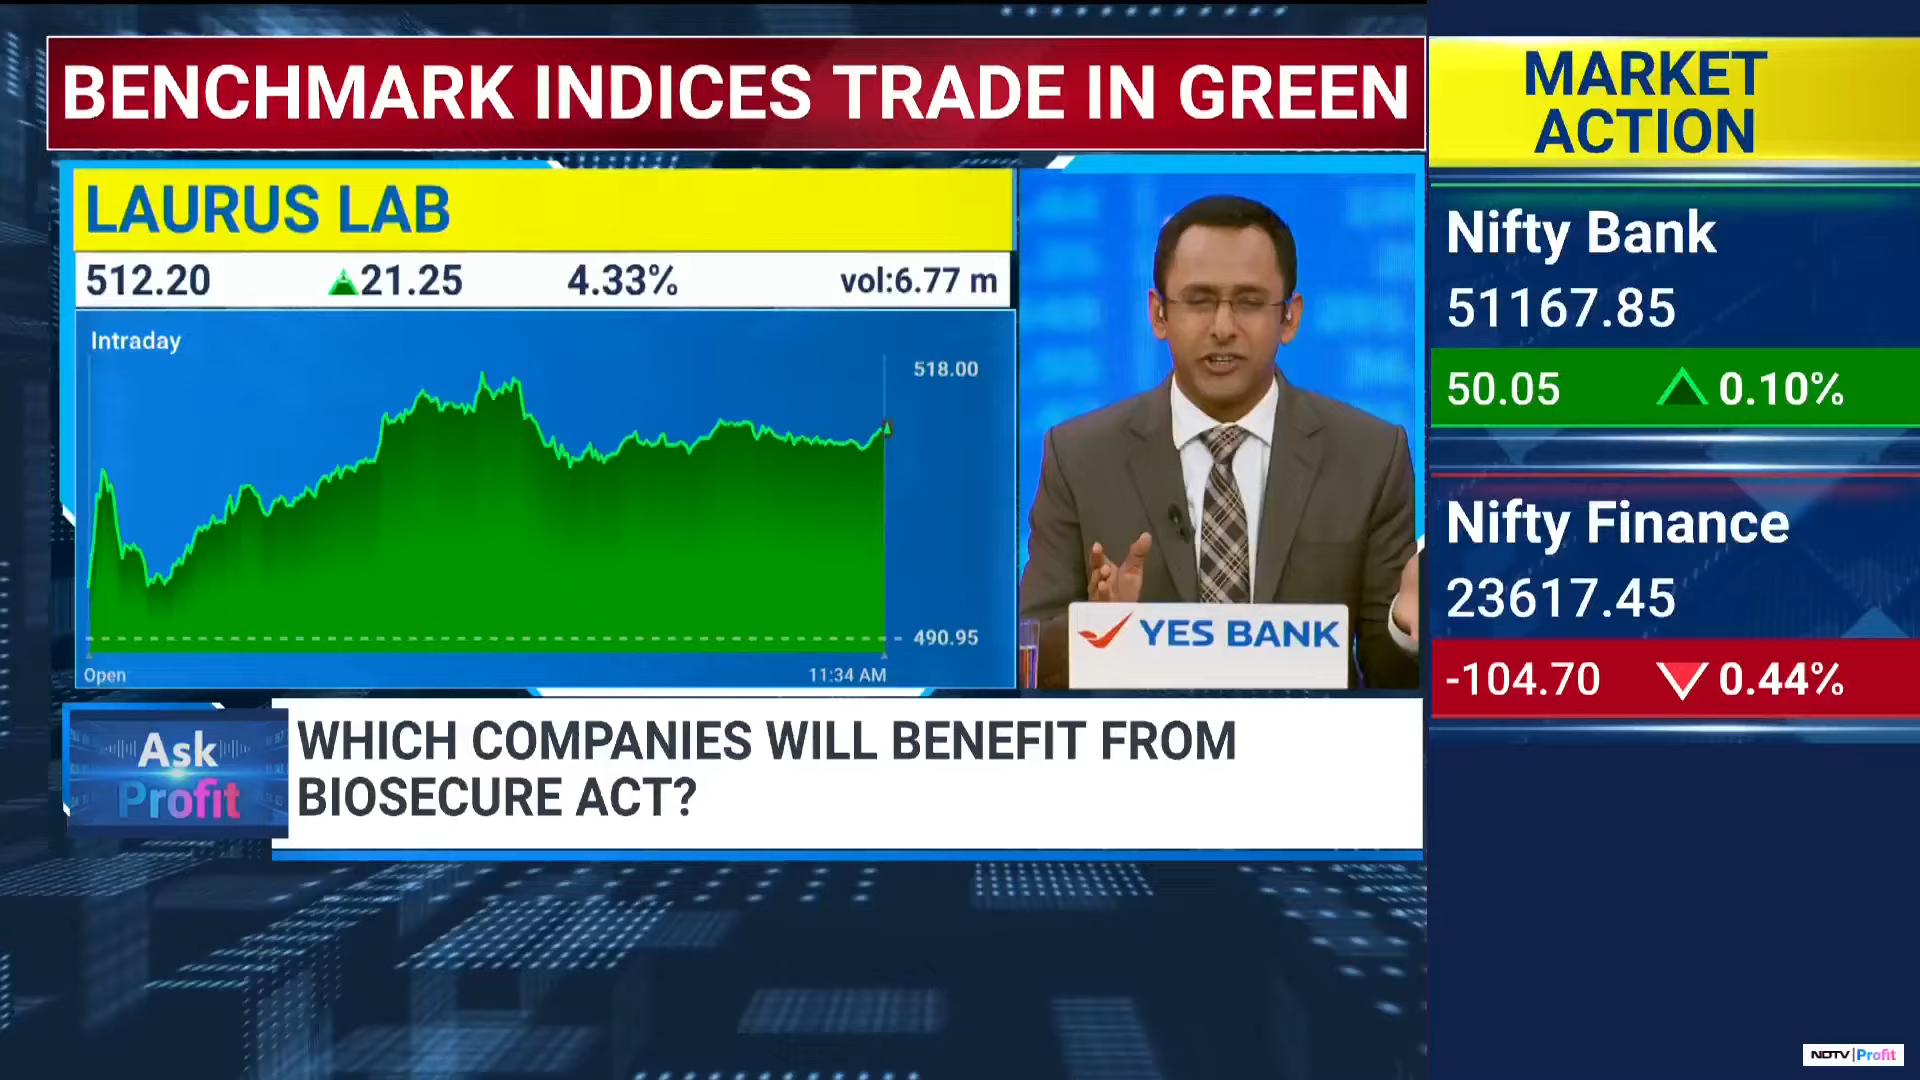 BENCHMARK INDICES TRADE IN GREEN
LAURUS LAB
512.20 21.25 4.33% vol:6.77 m
Intraday
518.00
490.95
Open 11:34 AM
YES BANK
Ask
Profit
WHICH COMPANIES WILL BENEFIT FROM
BIOSECURE ACT?
MARKET
ACTION
Nifty Bank
51167.85
50.05 0.10%
Nifty Finance
23617.45
-104.70 0.44%
NDTV Profit